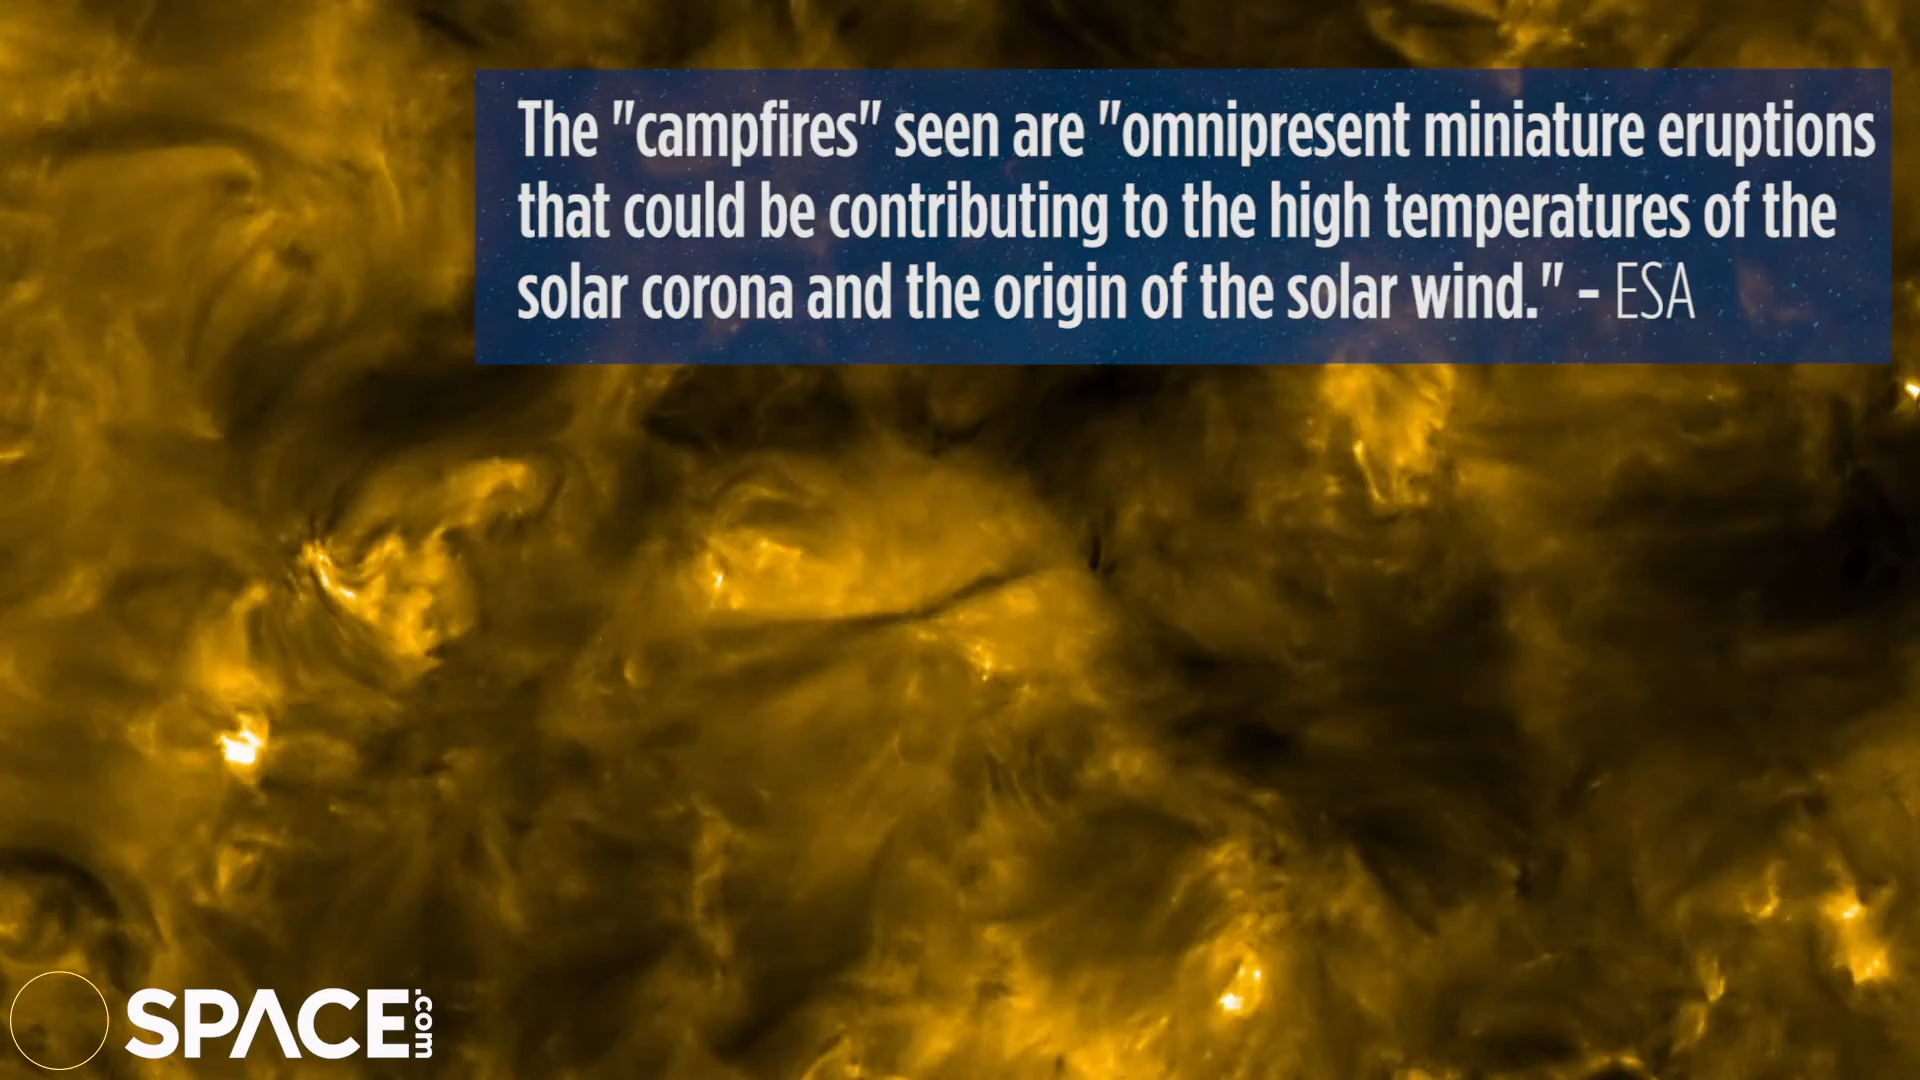 The "campfires" seen are "omnipresent miniature eruptions
that could be contributing to the high temperatures of the
solar corona and the origin of the solar wind." - ESA
SPACE.com